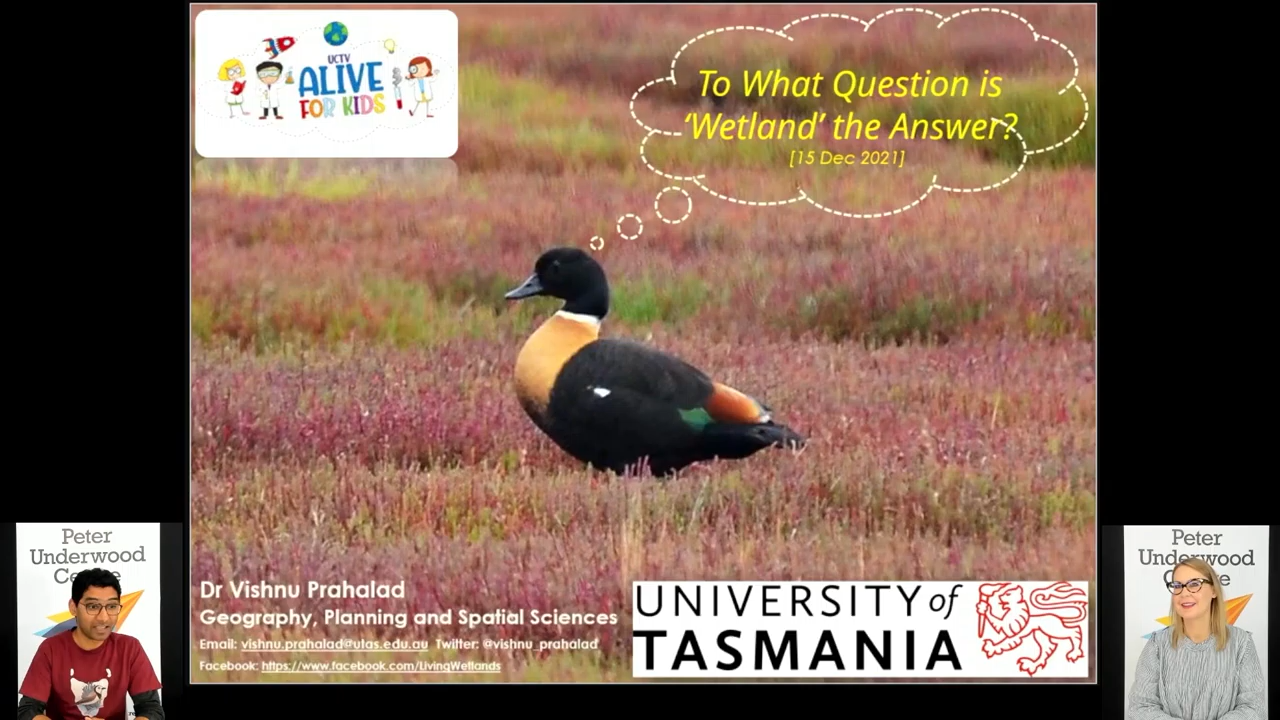 UCTV
ALIVE
FOR KIDS
To What Question is
‘Wetland’ the Answer?
[15 Dec 2021]
Dr Vishnu Prahalad
Geography, Planning and Spatial Sciences
Email: vishnu.prahalad@utas.edu.au Twitter: @vishnu_prahalad
Facebook: https://www.facebook.com/LivingWetlands
UNIVERSITY of
TASMANIA
Peter
Underwood
Peter
Underwood